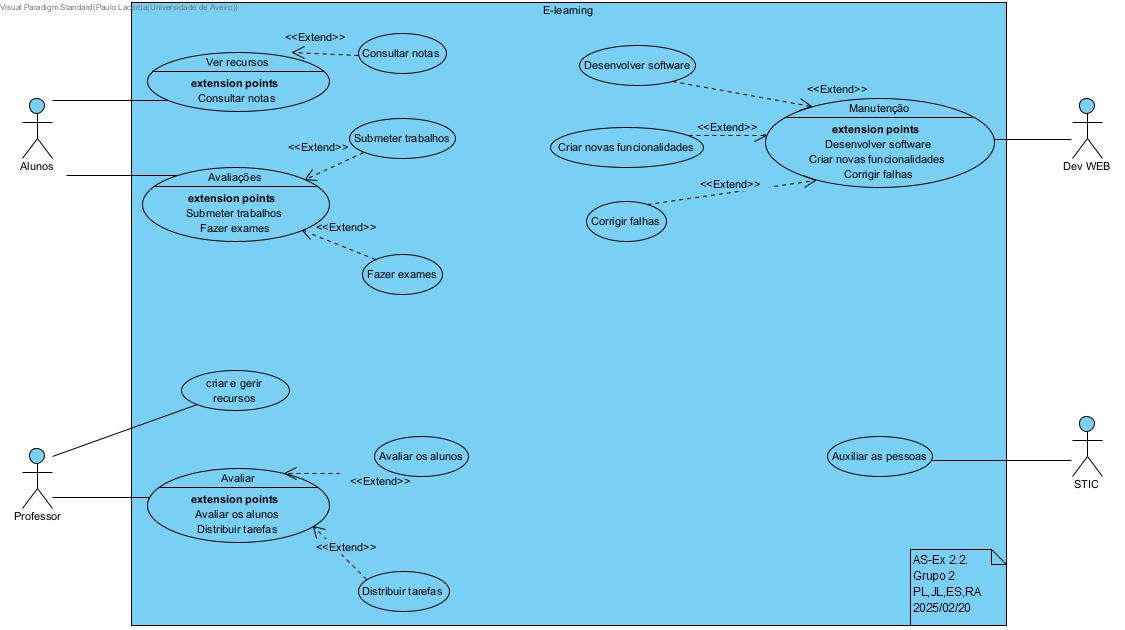 Visual Paradigm Standard(Paulo Lacerda(Universidade de Aveiro))
E-learning
<<Extend>>
Consultar notas
Ver recursos
extension points
Consultar notas
Alunos
Submeter trabalhos
<<Extend>>
Avaliações
extension points
Submeter trabalhos
Fazer exames
<<Extend>>
Fazer exames
Desenvolver software
<<Extend>>
Manutenção
extension points
Desenvolver software
Criar novas funcionalidades
Corrigir falhas
<<Extend>>
Criar novas funcionalidades
<<Extend>>
Corrigir falhas
Dev WEB
criar e gerir
recursos
Professor
Avaliar os alunos
<<Extend>>
Avaliar
extension points
Avaliar os alunos
Distribuir tarefas
<<Extend>>
Distribuir tarefas
Auxiliar as pessoas
STIC
AS-Ex 2.2.
Grupo 2
PL,JL,ES,RA
2025/02/20